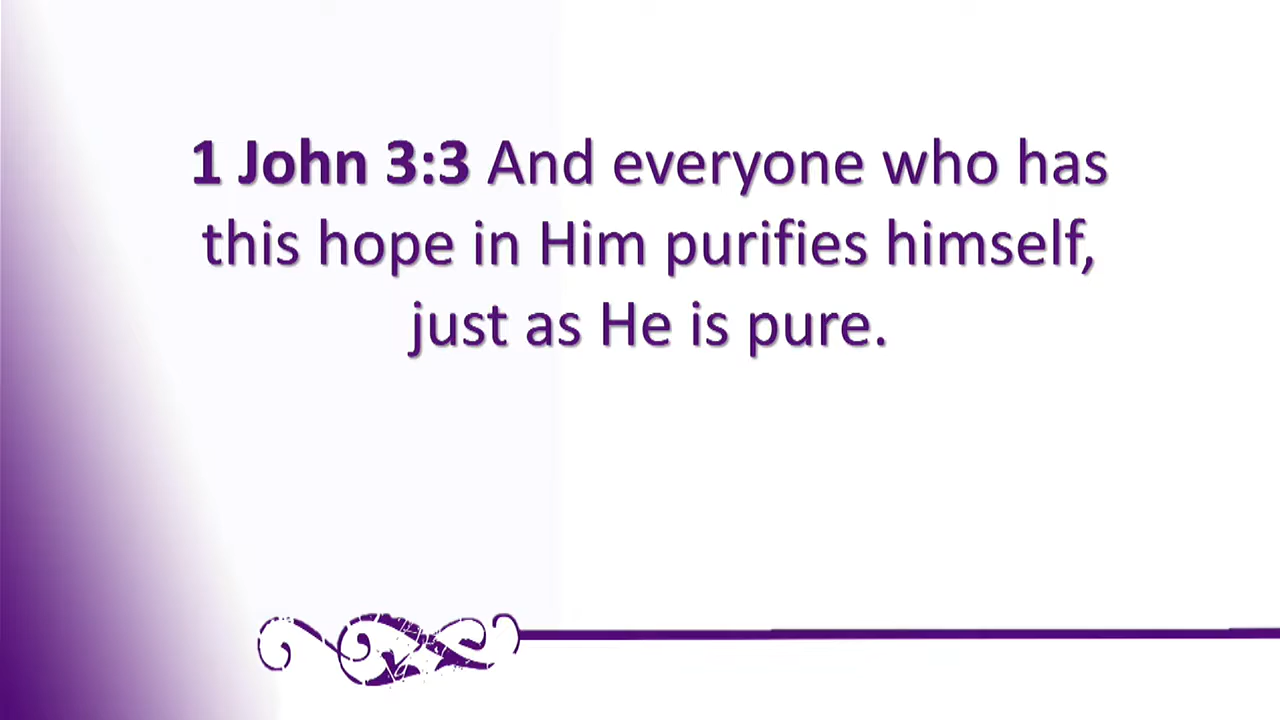 1 John 3:3 And everyone who has
this hope in Him purifies himself,
just as He is pure.